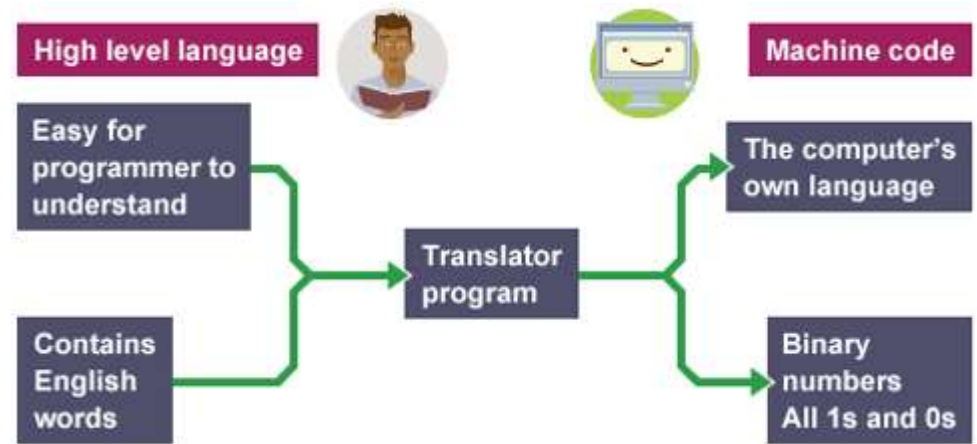 High level language
Machine code
Easy for
programmer to
understand
The computer's
own language
Translator
program
Contains
English
words
Binary
numbers
All 1s and 0s